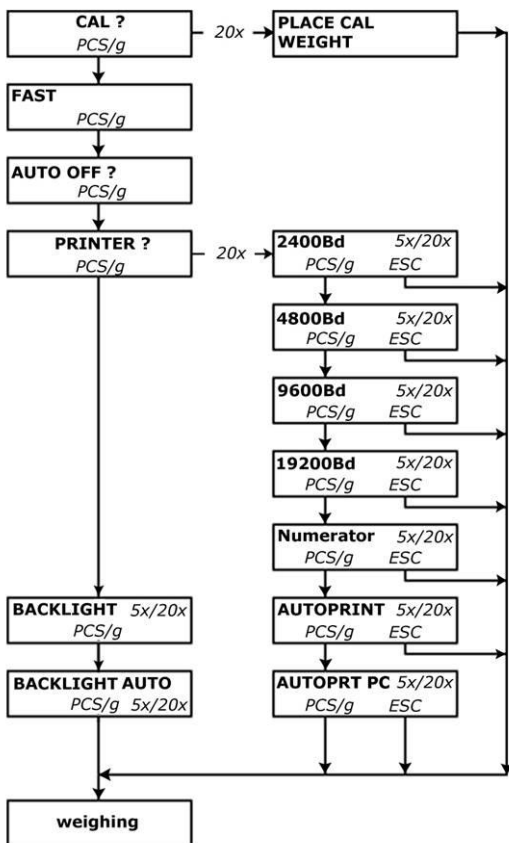 CAL ?
PCS/g
20x
PLACE CAL
WEIGHT
FAST
PCS/g
AUTO OFF ?
PCS/g
PRINTER ?
PCS/g
20x
2400Bd 5x/20x
PCS/g ESC
4800Bd 5x/20x
PCS/g ESC
9600Bd 5x/20x
PCS/g ESC
19200Bd 5x/20x
PCS/g ESC
Numerator 5x/20x
PCS/g ESC
BACKLIGHT 5x/20x
PCS/g
AUTOPRINT 5x/20x
PCS/g ESC
BACKLIGHT AUTO
PCS/g 5x/20x
AUTOPRT PC 5x/20x
PCS/g ESC
weighing